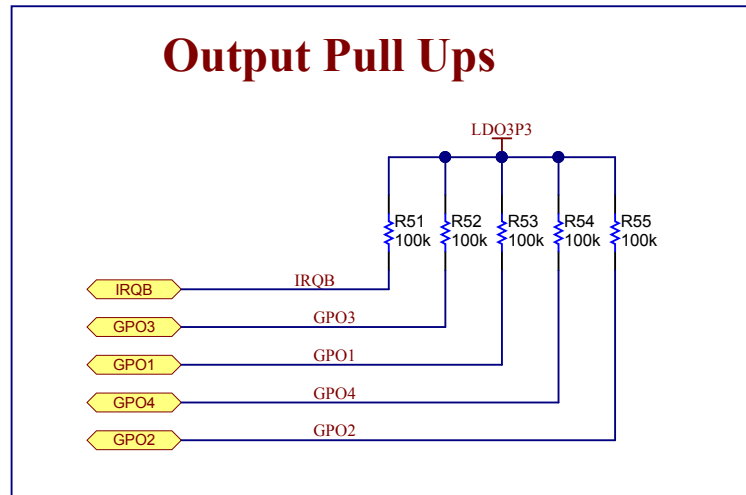 Output Pull Ups
LDO3P3
R51 R52 R53 R54 R55
100k 100k 100k 100k 100k
IRQB IRQB
GPO3 GPO3
GPO1 GPO1
GPO4 GPO4
GPO2 GPO2